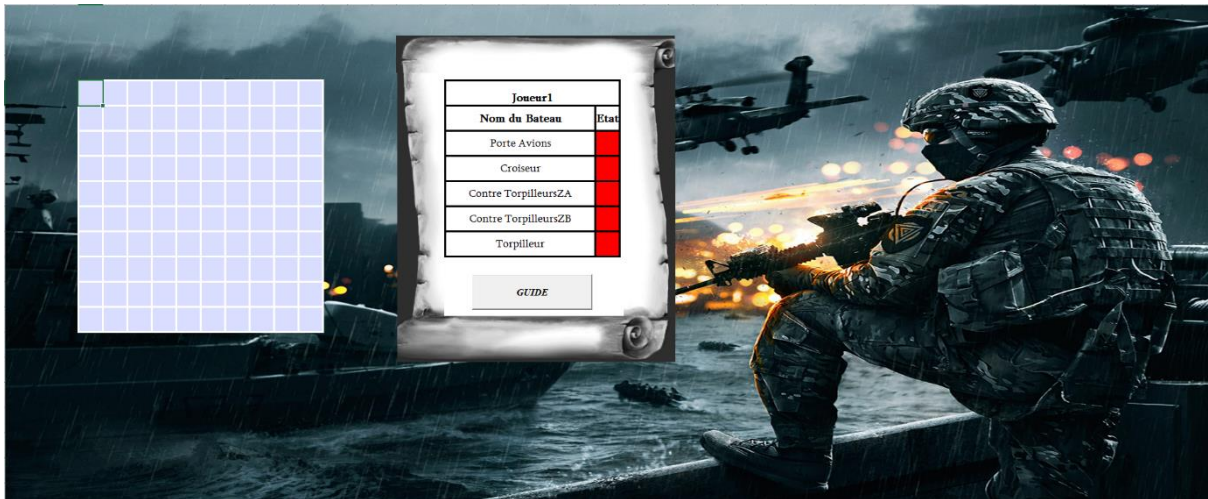 Joueur1
Nom du Bateau Etat
Porte Avions
Croiseur
Contre TorpilleursZA
Contre TorpilleursZB
Torpilleur
GUIDE